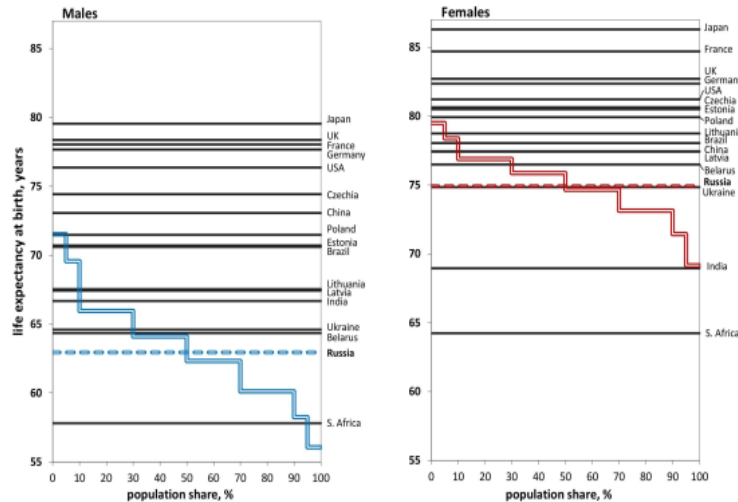 Males
life expectancy at birth, years
85
80
75
70
65
60
55
Japan
UK
France
Germany
USA
Czechia
China
Poland
Estonia
Brazil
Lithuania
Latvia
India
Ukraine
Belarus
Russia
S. Africa
0 10 20 30 40 50 60 70 80 90 100
population share, %
Females
85
80
75
70
65
60
55
Japan
France
UK
German
USA
Czechia
Estonia
Poland
Lithuani
Brazil
China
Latvia
Belarus
Russia
Ukraine
India
S. Africa
0 10 20 30 40 50 60 70 80 90 100
population share, %